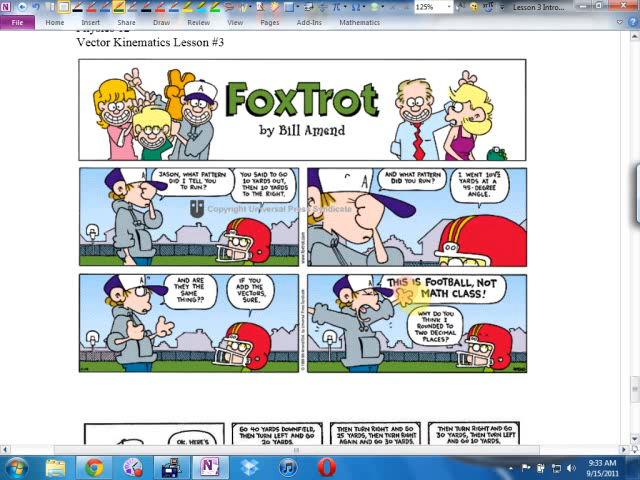 125%
Lesson 3 Intro...
File
Home
Insert
Share
Draw
Review
View
Pages
Add-Ins
Mathematics
Vector Kinematics Lesson #3
A
FOXTROT
by Bill Amend
JASON, WHAT PATTERN
DID I TELL YOU
TO RUN?
YOU SAID TO GO
10 YARDS OUT,
THEN 10 YARDS
TO THE RIGHT.
A
AND WHAT PATTERN
DID YOU RUN?
I WENT 10√2
YARDS AT A
45-DEGREE
ANGLE.
Copyright Universal Press Syndicate
AND ARE
THEY THE
SAME
THING??
IF YOU
ADD THE
VECTORS,
SURE.
A
THIS IS FOOTBALL, NOT
MATH CLASS!
WHY DO YOU
THINK I
ROUNDED TO
TWO DECIMAL
PLACES?
OK, HERE'S
GO 40 YARDS DOWNFIELD,
THEN TURN LEFT AND GO
20 YARDS.
THEN TURN RIGHT AND GO
25 YARDS, THEN TURN RIGHT
AGAIN AND GO 30 YARDS.
THEN TURN RIGHT AND GO
30 YARDS, THEN TURN LEFT
AND GO 10 YARDS.
9:33 AM
9/15/2011